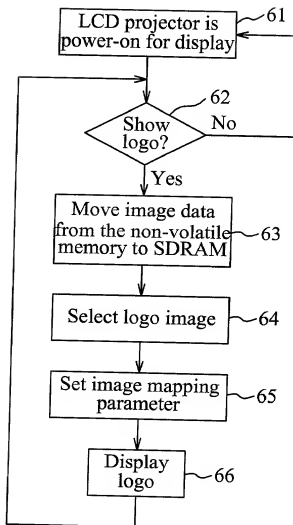 LCD projector is
power-on for display
61
Show
logo?
62
No
Yes
Move image data
from the non-volatile
memory to SDRAM
63
Select logo image
64
Set image mapping
parameter
65
Display
logo
66